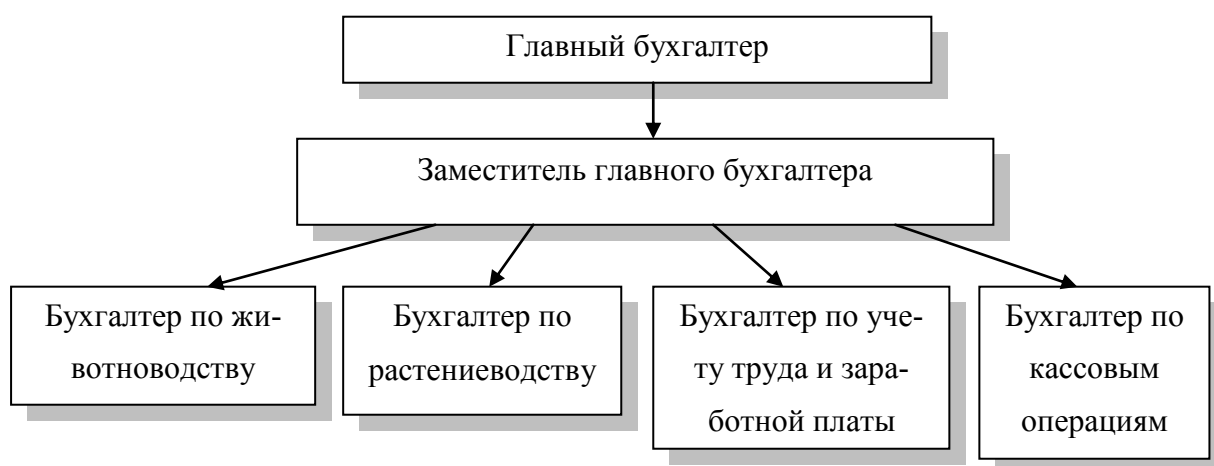 Главный бухгалтер
Заместитель главного бухгалтера
Бухгалтер по жи-
вотноводству
Бухгалтер по
растениеводству
Бухгалтер по уче-
ту труда и зара-
ботной платы
Бухгалтер по
кассовым
операциям